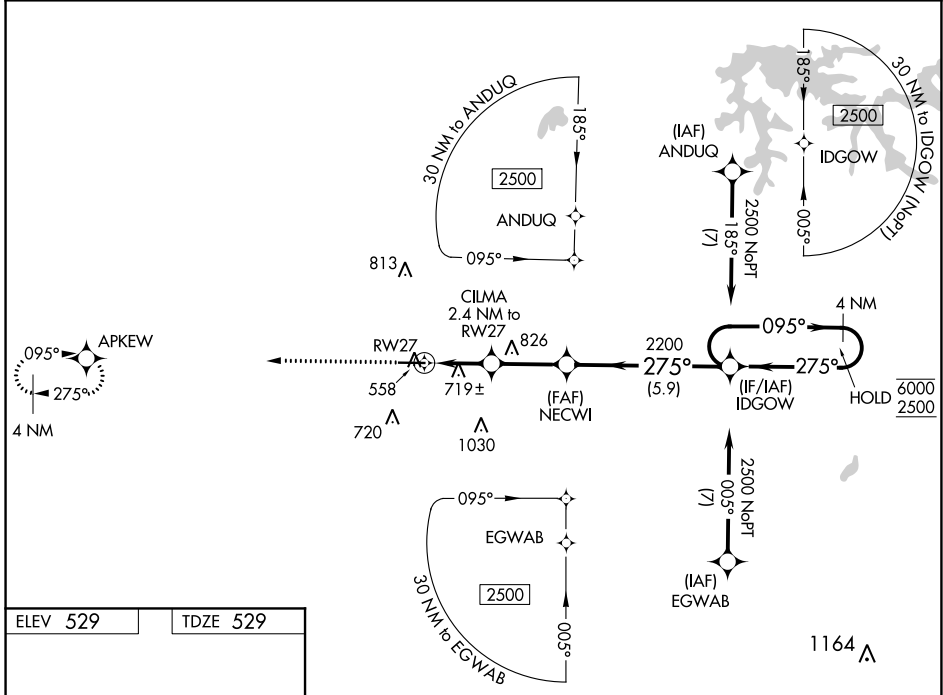 30 NM to ANDUQ
185°
2500
ANDUQ
095°
185°
30 NM to IDGOW (NoPT)
2500
IDGOW
005°
(IAF)
ANDUQ
2500 NoPT
185°
(7)
813
CILMA
2.4 NM to
RW27
826
4 NM
095°
APKEW
095°
275°
4 NM
RW27
558
719±
2200
275°
(5.9)
275°
(FAF)
NECWI
(IF/IAF)
IDGOW
HOLD
6000
2500
720
1030
2500 NoPT
005°
(7)
095°
EGWAB
2500
005°
30 NM to EGWAB
(IAF)
EGWAB
1164
ELEV 529
TDZE 529